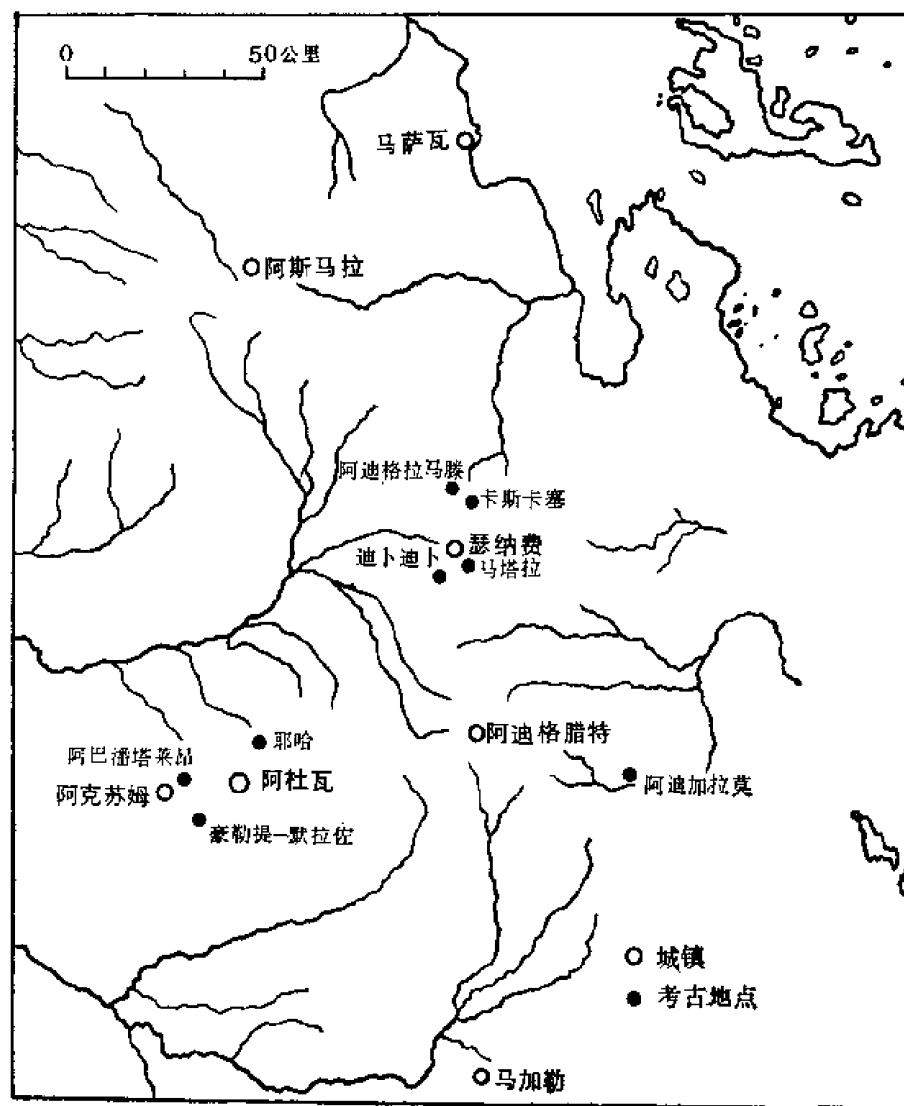 0 50公里
马萨瓦
阿斯马拉
阿迪格拉马滕
卡斯卡塞
瑟纳费
迪卜迪卜
马塔拉
耶哈
阿迪格腊特
阿巴潘塔莱昂
阿杜瓦
阿迪加拉莫
阿克苏姆
豪勒提-默拉佐
城镇
考古地点
马加勒